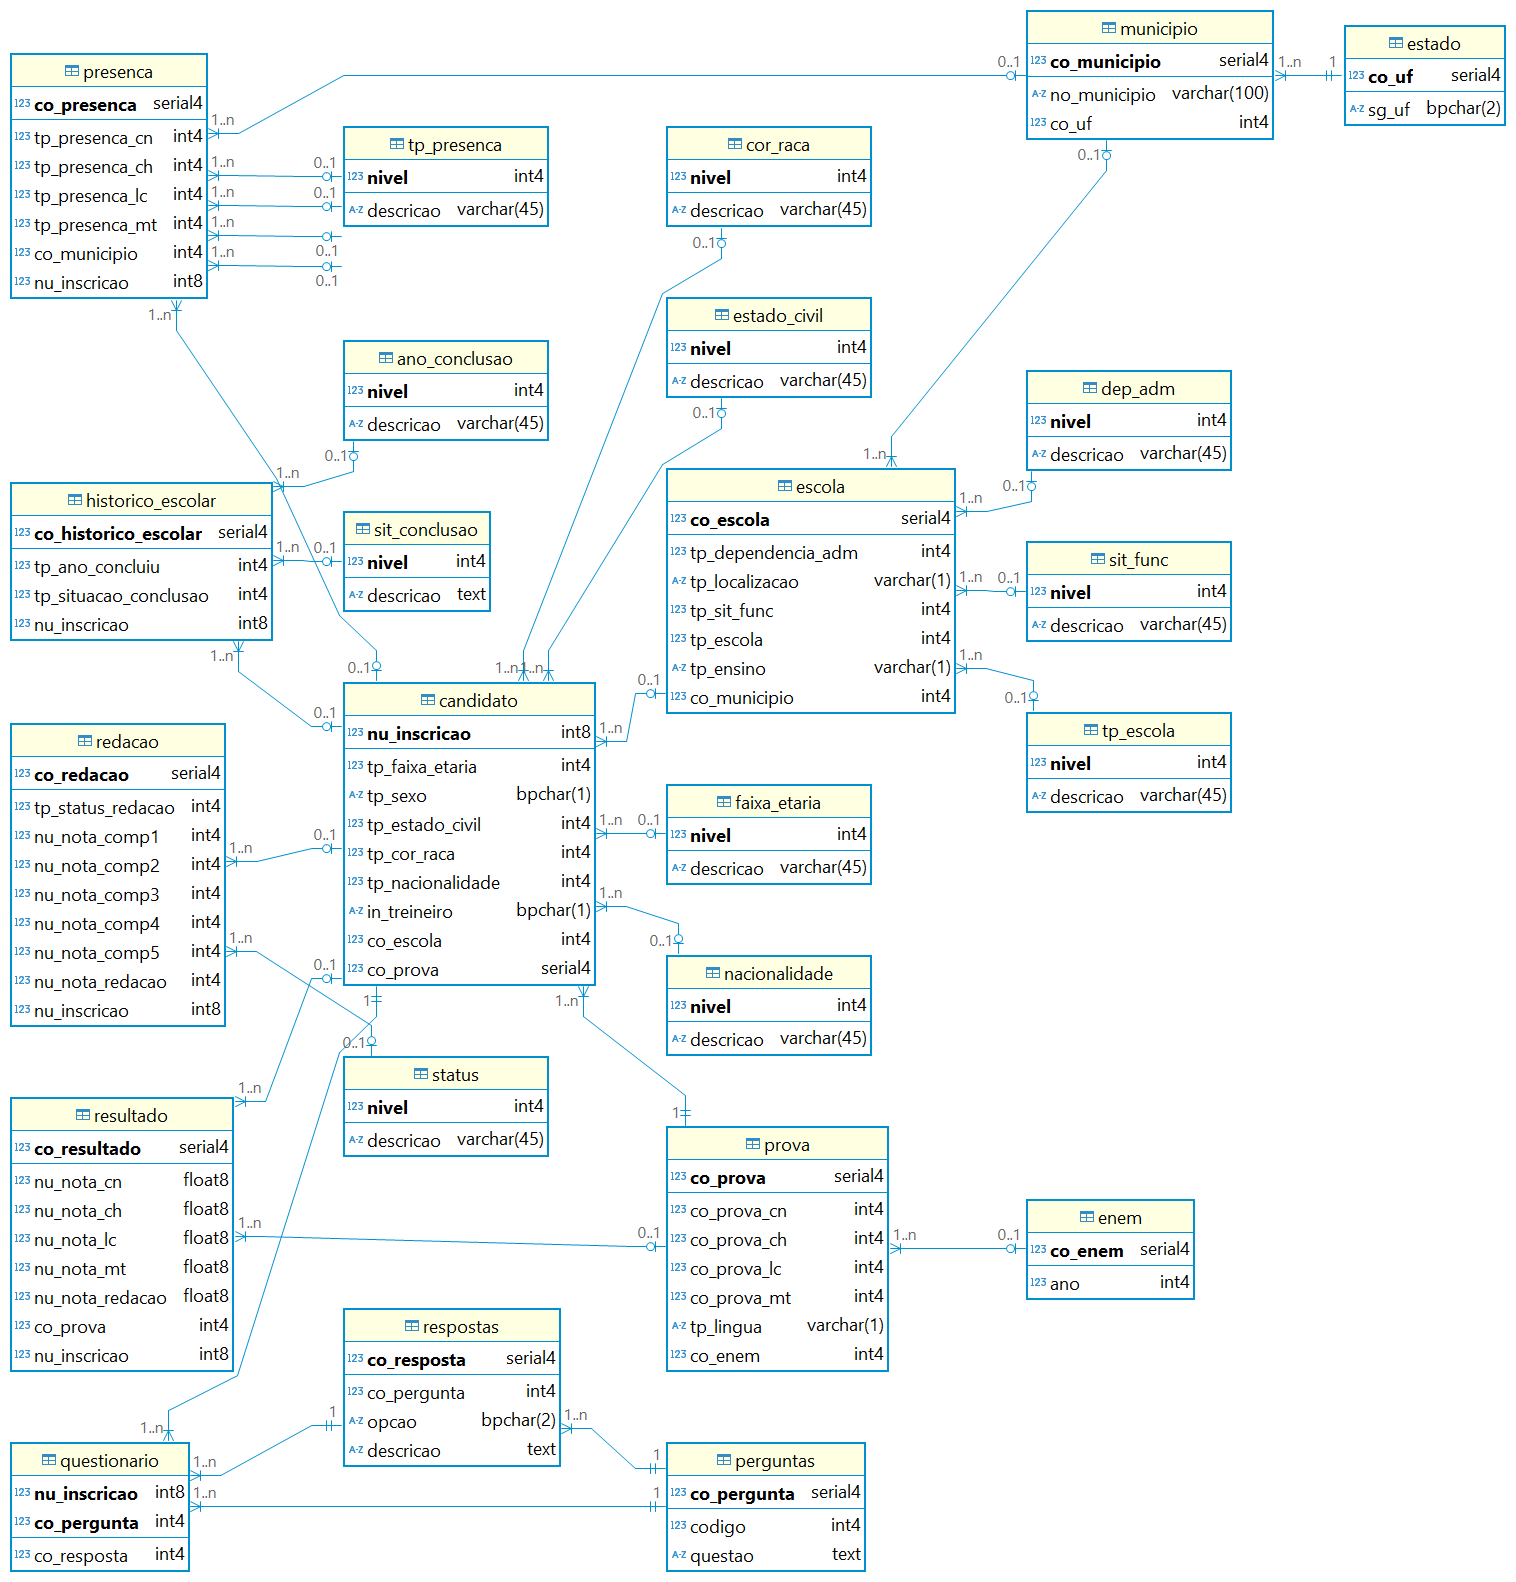 presenca
123 co_presenca serial4
123 tp_presenca_cn int4
123 tp_presenca_ch int4
123 tp_presenca_lc int4
123 tp_presenca_mt int4
123 co_municipio int4
123 nu_inscricao int8
1..n
1..n
1..n
1..n
1..n
1..n
0..1
0..1
0..1
0..1
tp_presenca
123 nivel int4
A-Z descricao varchar(45)
cor_raca
123 nivel int4
A-Z descricao varchar(45)
0..1
0..1
municipio
123 co_municipio serial4
A-Z no_municipio varchar(100)
123 co_uf int4
1..n
1
0..1
estado
123 co_uf serial4
A-Z sg_uf bpchar(2)
estado_civil
123 nivel int4
A-Z descricao varchar(45)
0..1
ano_conclusao
123 nivel int4
A-Z descricao varchar(45)
0..1
1..n
historico_escolar
123 co_historico_escolar serial4
123 tp_ano_concluiu int4
123 tp_situacao_conclusao int4
123 nu_inscricao int8
1..n
0..1
1..n
0..1
sit_conclusao
123 nivel int4
A-Z descricao text
1..n
escola
123 co_escola serial4
123 tp_dependencia_adm int4
A-Z tp_localizacao varchar(1)
123 tp_sit_func int4
123 tp_escola int4
A-Z tp_ensino varchar(1)
123 co_municipio int4
1..n
0..1
1..n
0..1
1..n
0..1
dep_adm
123 nivel int4
A-Z descricao varchar(45)
sit_func
123 nivel int4
A-Z descricao varchar(45)
tp_escola
123 nivel int4
A-Z descricao varchar(45)
0..1
1..n
1..n
candidato
123 nu_inscricao int8
123 tp_faixa_etaria int4
A-Z tp_sexo bpchar(1)
123 tp_estado_civil int4
123 tp_cor_raca int4
123 tp_nacionalidade int4
A-Z in_treineiro bpchar(1)
123 co_escola int4
123 co_prova serial4
0..1
1..n
1..n
0..1
1..n
0..1
1..n
1
faixa_etaria
123 nivel int4
A-Z descricao varchar(45)
nacionalidade
123 nivel int4
A-Z descricao varchar(45)
redacao
123 co_redacao serial4
123 tp_status_redacao int4
123 nu_nota_comp1 int4
123 nu_nota_comp2 int4
123 nu_nota_comp3 int4
123 nu_nota_comp4 int4
123 nu_nota_comp5 int4
123 nu_nota_redacao int4
123 nu_inscricao int8
1..n
0..1
1..n
0..1
0..1
status
123 nivel int4
A-Z descricao varchar(45)
resultado
123 co_resultado serial4
123 nu_nota_cn float8
123 nu_nota_ch float8
123 nu_nota_lc float8
123 nu_nota_mt float8
123 nu_nota_redacao float8
123 co_prova int4
123 nu_inscricao int8
1..n
1..n
0..1
1
prova
123 co_prova serial4
123 co_prova_cn int4
123 co_prova_ch int4
123 co_prova_lc int4
123 co_prova_mt int4
A-Z tp_lingua varchar(1)
123 co_enem int4
1..n
0..1
enem
123 co_enem serial4
123 ano int4
respostas
123 co_resposta serial4
123 co_pergunta int4
A-Z opcao bpchar(2)
A-Z descricao text
1
1..n
1
1..n
questionario
123 nu_inscricao int8
123 co_pergunta int4
123 co_resposta int4
1..n
1..n
1
perguntas
123 co_pergunta serial4
123 codigo int4
A-Z questao text